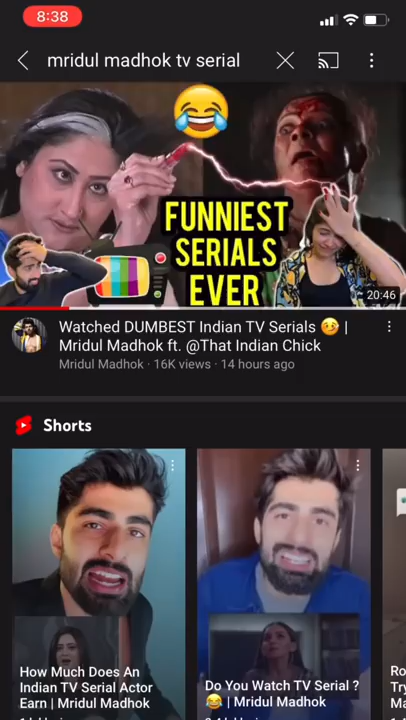 8:38
mridul madhok tv serial
FUNNIEST
SERIALS
EVER
20:46
Watched DUMBEST Indian TV Serials 🥴 |
Mridul Madhok ft. @That Indian Chick
Mridul Madhok · 16K views · 14 hours ago
Shorts
How Much Does An
Indian TV Serial Actor
Earn | Mridul Madhok
Do You Watch TV Serial ?
😂 | Mridul Madhok